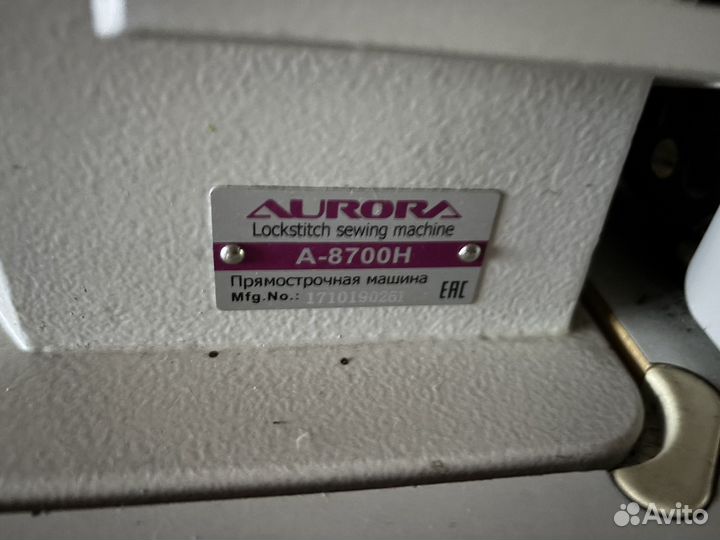 AURORA
Lockstitch sewing machine
A-8700H
Прямострочная машина
Mfg.No.: 1710190261
EAC
Avito